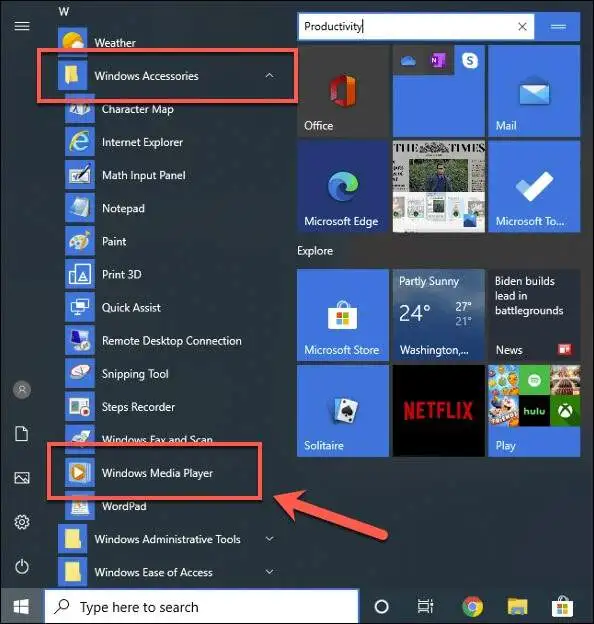 W
Weather
Windows Accessories
Character Map
Internet Explorer
Math Input Panel
Notepad
Paint
Print 3D
Quick Assist
Remote Desktop Connection
Snipping Tool
Steps Recorder
Windows Fax and Scan
Windows Media Player
WordPad
Windows Administrative Tools
Windows Ease of Access
Type here to search
Productivity
Office
Mail
Microsoft Edge
THE TIMES
Microsoft To...
Explore
Microsoft Store
Partly Sunny
24°
27°
21°
Washington,...
Biden builds
lead in
battlegrounds
News
Solitaire
NETFLIX
hulu
Play